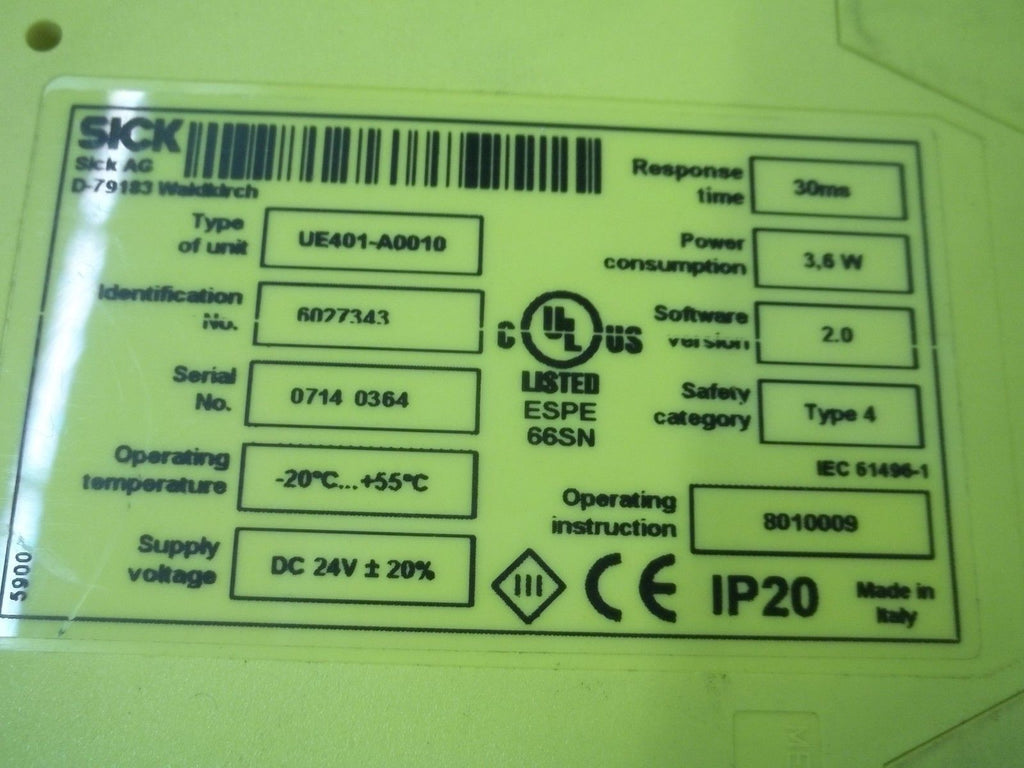 SICK
Sick AG
D-79183 Waldkirch
Type
of unit
UE401-A0010
Identification
No.
6027343
Serial
No.
0714 0364
Operating
temperature
-20°C...+55°C
Supply
voltage
DC 24V ± 20%
5900
C UL US
LISTED
ESPE
66SN
Response
time
30ms
Power
consumption
3,6 W
Software
version
2.0
Safety
category
Type 4
IEC 61496-1
Operating
instruction
8010009
III
CE
IP20
Made in
Italy